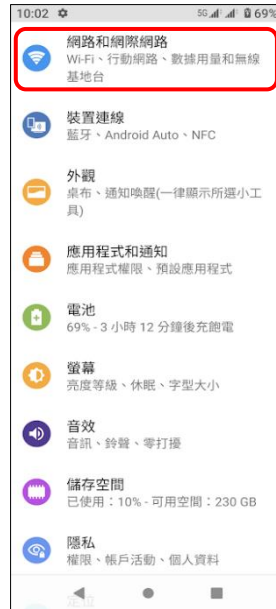 10:02 5G 69%
網路和網際網路
Wi-Fi、行動網路、數據用量和無線
基地台
裝置連線
藍牙、Android Auto、NFC
外觀
桌布、通知喚醒(一律顯示所選小工
具)
應用程式和通知
應用程式權限、預設應用程式
電池
69% - 3 小時 12 分鐘後充飽電
螢幕
亮度等級、休眠、字型大小
音效
音訊、鈴聲、零打擾
儲存空間
已使用：10% - 可用空間：230 GB
隱私
權限、帳戶活動、個人資料
定位